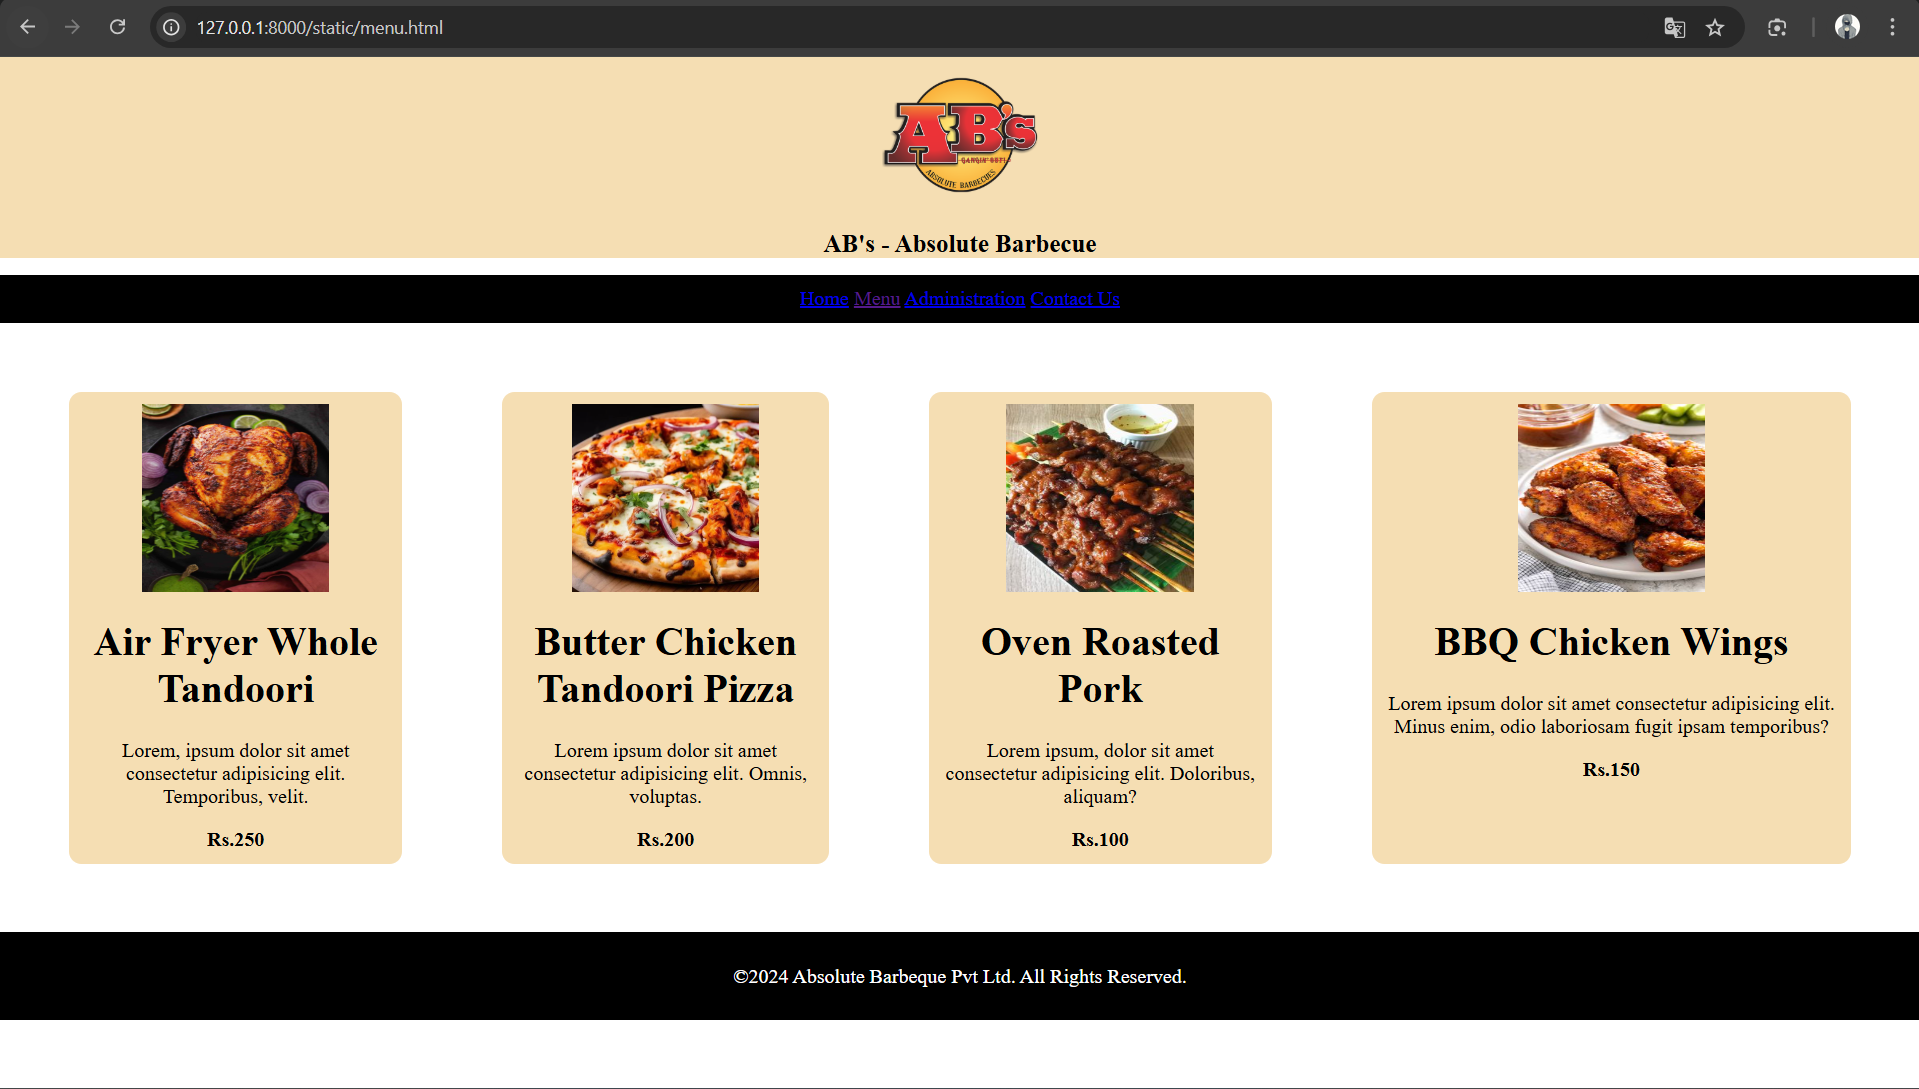 127.0.0.1:8000/static/menu.html
AB's
ABSOLUTE BARBECUES
AB's - Absolute Barbecue
Home Menu Administration Contact Us
Air Fryer Whole
Tandoori
Lorem, ipsum dolor sit amet
consectetur adipisicing elit.
Temporibus, velit.
Rs.250
Butter Chicken
Tandoori Pizza
Lorem ipsum dolor sit amet
consectetur adipisicing elit. Omnis,
voluptas.
Rs.200
Oven Roasted
Pork
Lorem ipsum, dolor sit amet
consectetur adipisicing elit. Doloribus,
aliquam?
Rs.100
BBQ Chicken Wings
Lorem ipsum dolor sit amet consectetur adipisicing elit.
Minus enim, odio laboriosam fugit ipsam temporibus?
Rs.150
©2024 Absolute Barbeque Pvt Ltd. All Rights Reserved.